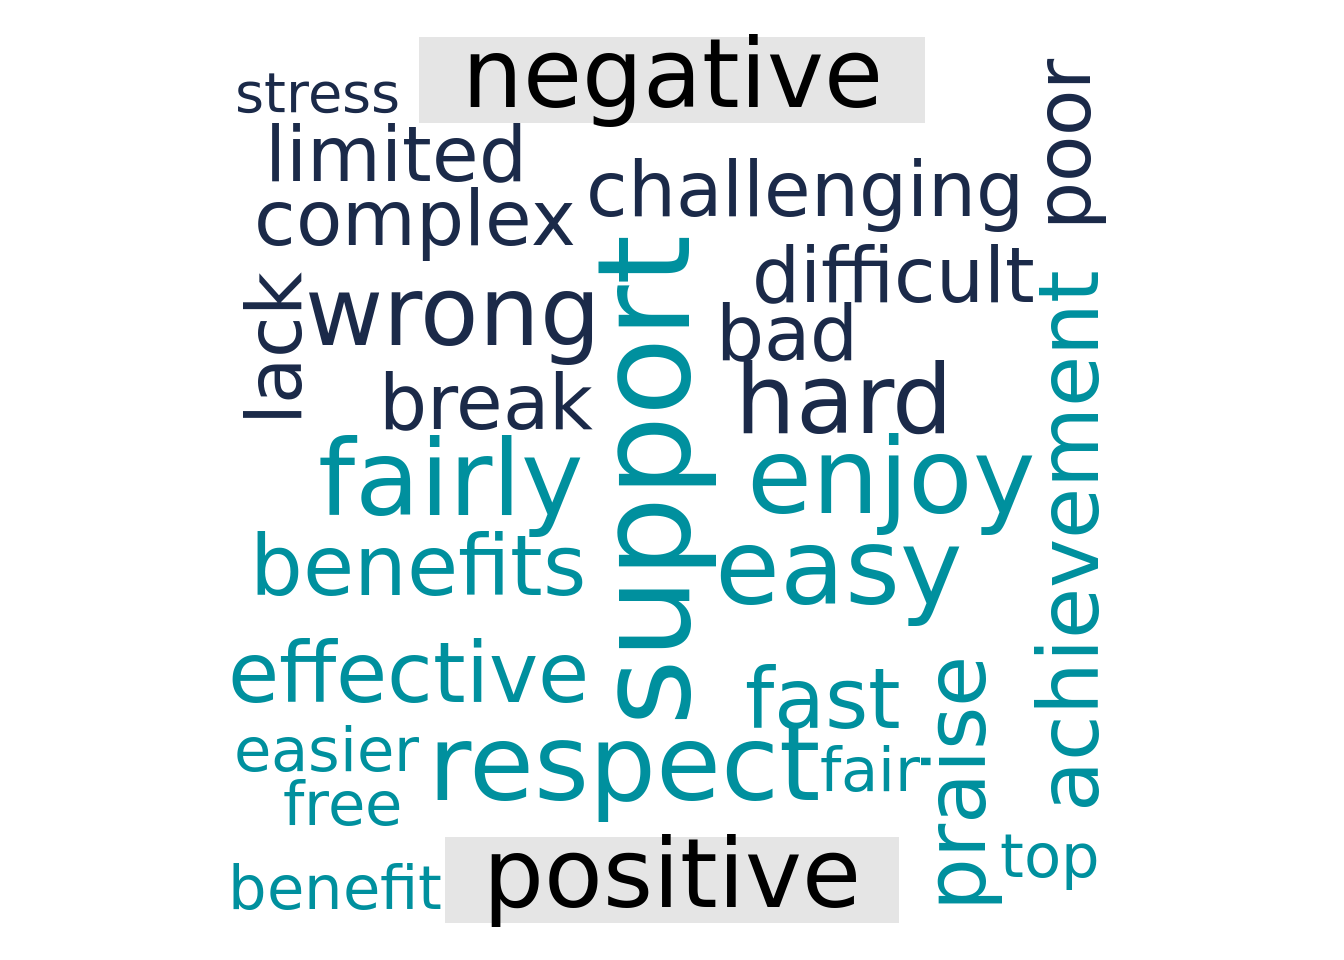 negative
stress
limited
poor
challenging
complex
difficult
lack
wrong
support
bad
break
hard
achievement
fairly
enjoy
benefits
easy
effective
fast
praise
easier
respect
fair
free
top
benefit
positive